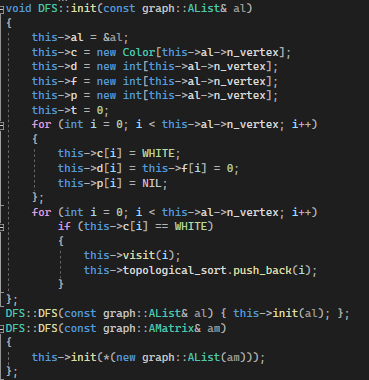 void DFS::init(const graph::AList& al)
{
    this->al = &al;
    this->c = new Color[this->al->n_vertex];
    this->d = new int[this->al->n_vertex];
    this->f = new int[this->al->n_vertex];
    this->p = new int[this->al->n_vertex];
    this->t = 0;
    for (int i = 0; i < this->al->n_vertex; i++)
    {
        this->c[i] = WHITE;
        this->d[i] = this->f[i] = 0;
        this->p[i] = NIL;
    };
    for (int i = 0; i < this->al->n_vertex; i++)
        if (this->c[i] == WHITE)
        {
            this->visit(i);
            this->topological_sort.push_back(i);
        }
};
DFS::DFS(const graph::AList& al) { this->init(al); };
DFS::DFS(const graph::AMatrix& am)
{
    this->init(*(new graph::AList(am)));
};